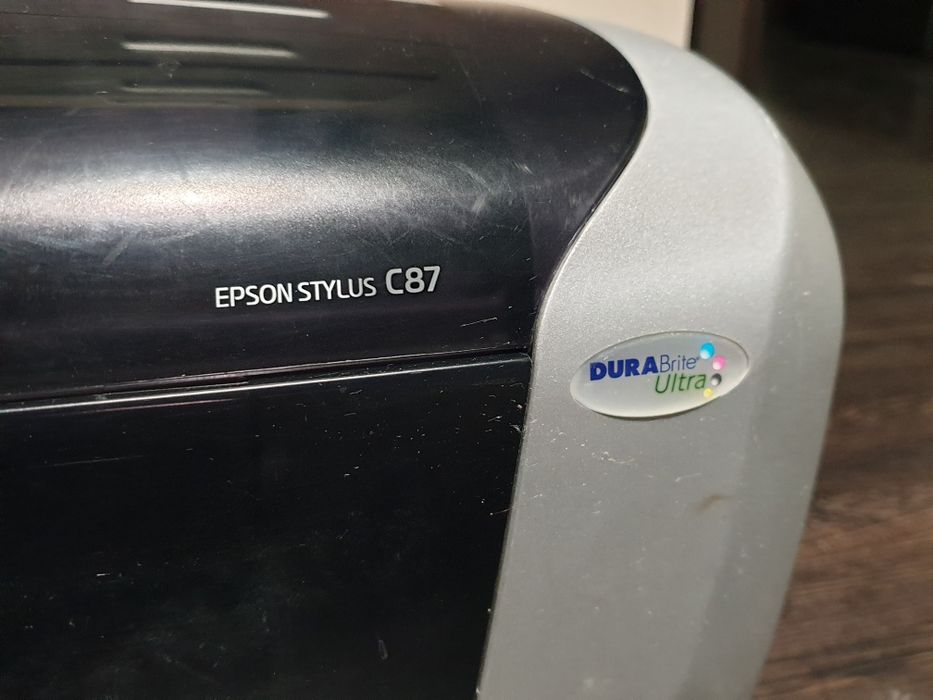 EPSON STYLUS C87
DURABrite®
Ultra